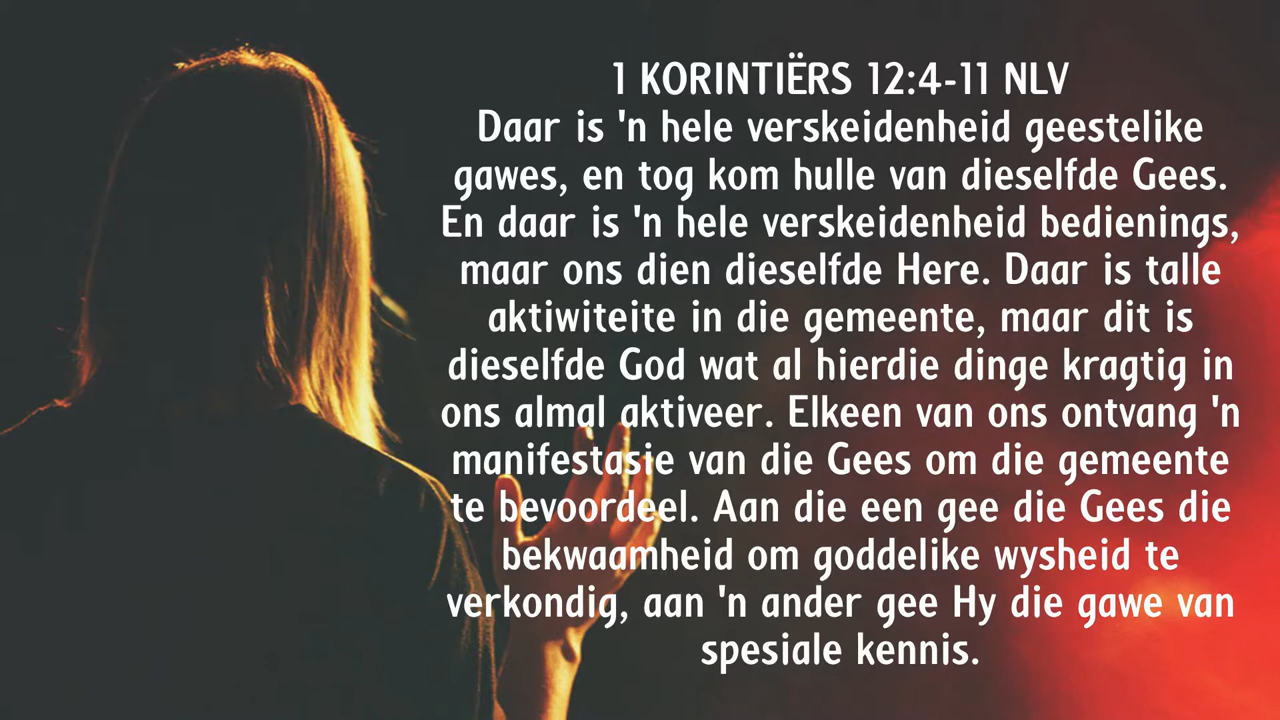 1 KORINTIËRS 12:4-11 NLV
Daar is 'n hele verskeidenheid geestelike
gawes, en tog kom hulle van dieselfde Gees.
En daar is 'n hele verskeidenheid bedienings,
maar ons dien dieselfde Here. Daar is talle
aktiwiteite in die gemeente, maar dit is
dieselfde God wat al hierdie dinge kragtig in
ons almal aktiveer. Elkeen van ons ontvang 'n
manifestasie van die Gees om die gemeente
te bevoordeel. Aan die een gee die Gees die
bekwaamheid om goddelike wysheid te
verkondig, aan 'n ander gee Hy die gawe van
spesiale kennis.